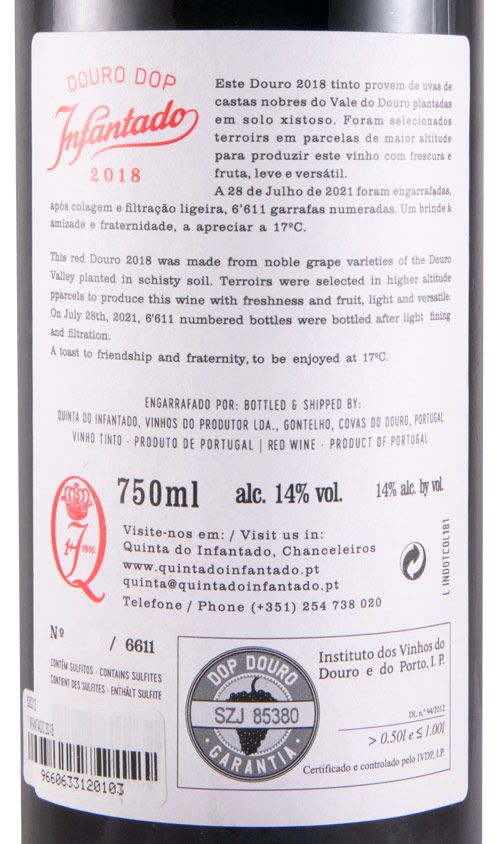 DOURO DOP
Infantado
2018
Este Douro 2018 tinto provem de uvas de
castas nobres do Vale do Douro plantadas
em solo xistoso. Foram selecionados
terroirs em parcelas de maior altitude
para produzir este vinho com frescura e
fruta, leve e versátil.
A 28 de Julho de 2021 foram engarrafadas,
após colagem e filtração ligeira, 6'611 garrafas numeradas. Um brinde à
amizade e fraternidade, a apreciar a 17ºC.
This red Douro 2018 was made from noble grape varieties of the Douro
Valley planted in schisty soil. Terroirs were selected in higher altitude
pparcels to produce this wine with freshness and fruit, light and versatile.
On July 28th, 2021, 6'611 numbered bottles were bottled after light fining
and filtration.
A toast to friendship and fraternity, to be enjoyed at 17ºC.
ENGARRAFADO POR: BOTTLED & SHIPPED BY:
QUINTA DO INFANTADO, VINHOS DO PRODUTOR LDA., GONTELHO, COVAS DO DOURO, PORTUGAL
VINHO TINTO - PRODUTO DE PORTUGAL | RED WINE - PRODUCT OF PORTUGAL
750ml alc. 14% vol. 14% alc. by vol.
1816
Visite-nos em: / Visit us in:
Quinta do Infantado, Chanceleiros
www.quintadoinfantado.pt
quinta@quintadoinfantado.pt
Telefone / Phone (+351) 254 738 020
L INDOTCOL181
Nº / 6611
CONTÉM SULFITOS - CONTAINS SULFITES
CONTENT DES SULFITES - ENTHÄLT SULFITE
DOP DOURO
SZJ 85380
GARANTIA
Instituto dos Vinhos do
Douro e do Porto, I. P.
DL n.º 94/2012
> 0.50l e ≤ 1.00l
Certificado e controlado pelo IVDP, I.P.
9660633120103